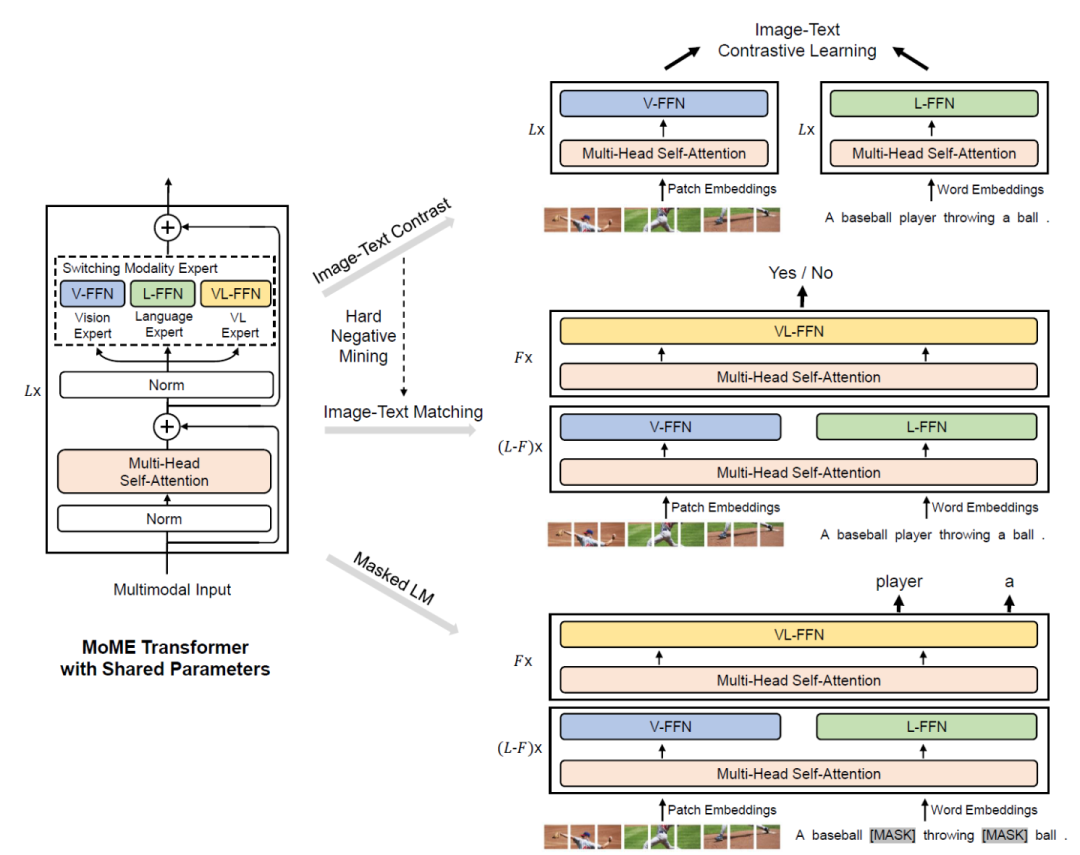 Image-Text
Contrastive Learning
V-FFN
L-FFN
Lx
Multi-Head Self-Attention
Lx
Multi-Head Self-Attention
Patch Embeddings
Word Embeddings
A baseball player throwing a ball .
Image-Text Contrast
Switching Modality Expert
V-FFN
L-FFN
VL-FFN
Vision
Expert
Language
Expert
VL
Expert
Norm
Lx
Multi-Head
Self-Attention
Norm
Multimodal Input
MoME Transformer
with Shared Parameters
Hard
Negative
Mining
Image-Text Matching
Yes / No
VL-FFN
Fx
Multi-Head Self-Attention
V-FFN
L-FFN
(L-F)x
Multi-Head Self-Attention
Patch Embeddings
Word Embeddings
A baseball player throwing a ball .
Masked LM
player
a
VL-FFN
Fx
Multi-Head Self-Attention
V-FFN
L-FFN
(L-F)x
Multi-Head Self-Attention
Patch Embeddings
Word Embeddings
A baseball [MASK] throwing [MASK] ball .